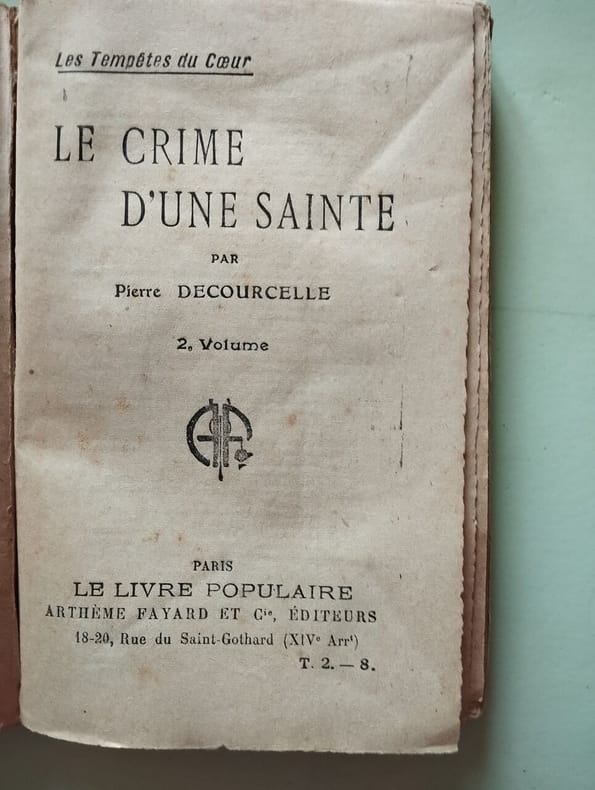 Les Tempêtes du Cœur
LE CRIME
D'UNE SAINTE
PAR
Pierre DECOURCELLE
2e Volume
PARIS
LE LIVRE POPULAIRE
ARTHÈME FAYARD ET Cie, ÉDITEURS
18-20, Rue du Saint-Gothard (XIVe Arrt)
T. 2. — 8.